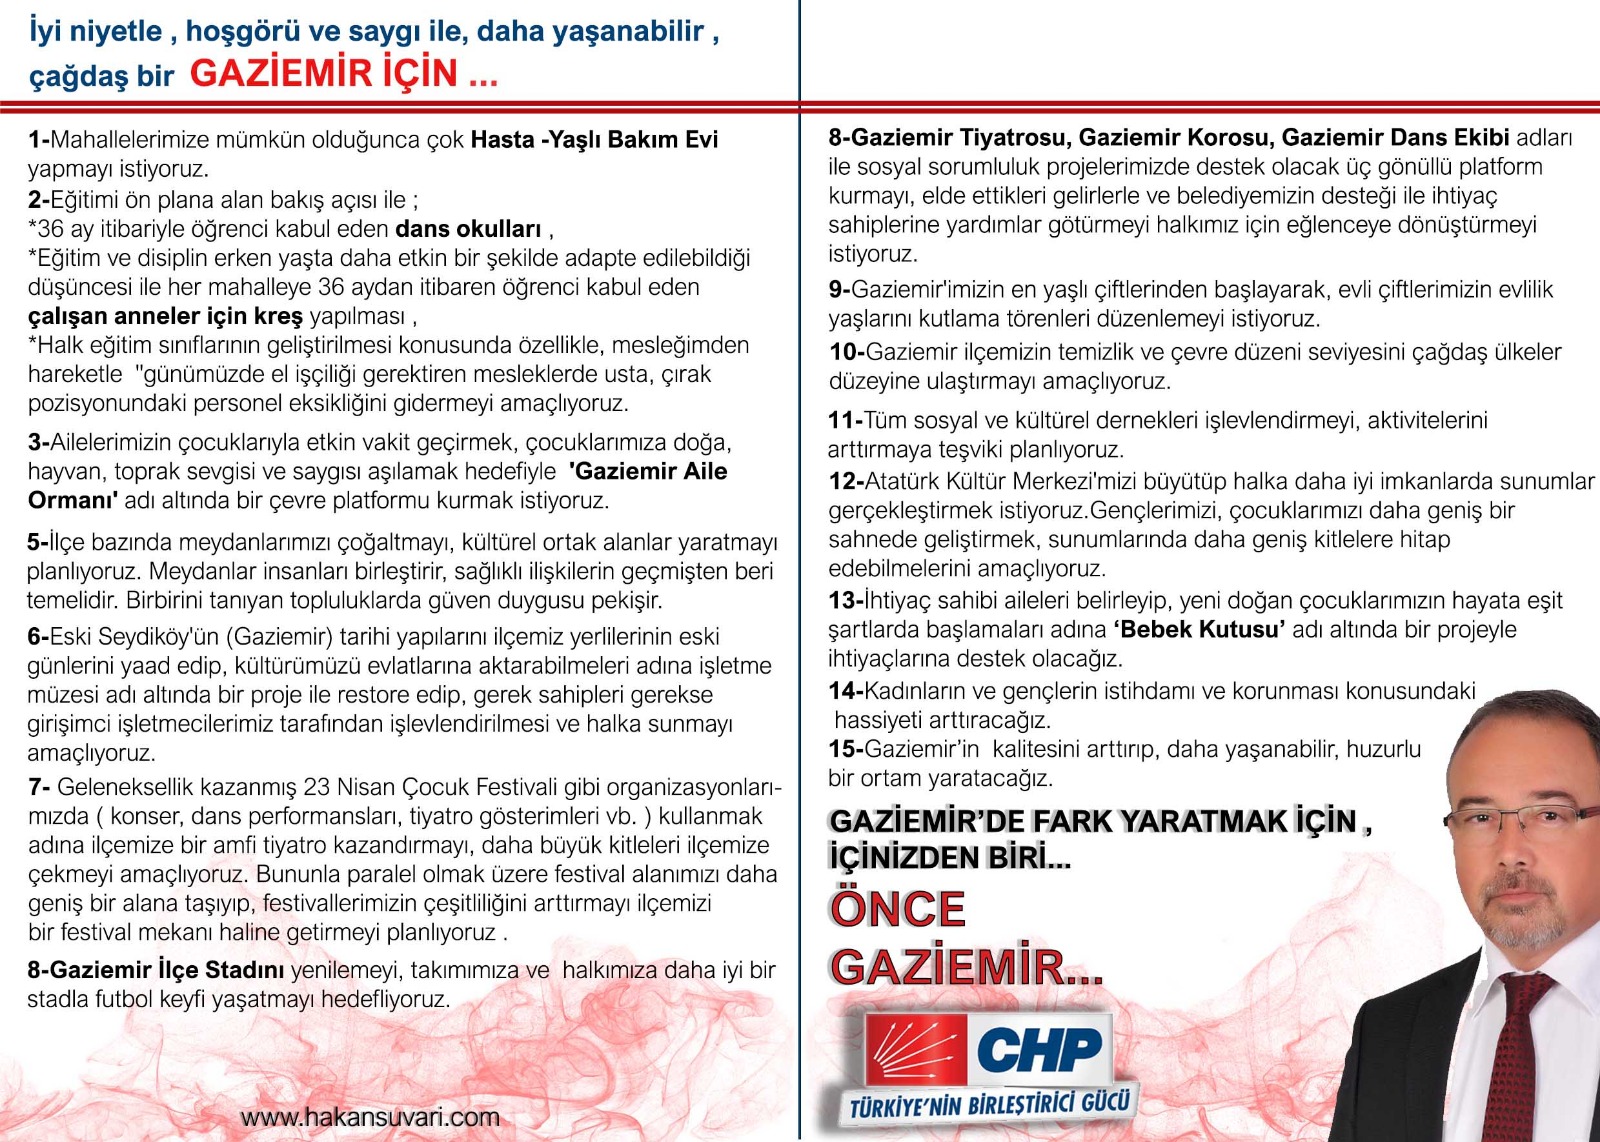 İyi niyetle , hoşgörü ve saygı ile, daha yaşanabilir ,
çağdaş bir GAZİEMİR İÇİN ...
1-Mahallelerimize mümkün olduğunca çok Hasta -Yaşlı Bakım Evi
yapmayı istiyoruz.
2-Eğitimi ön plana alan bakış açısı ile ;
*36 ay itibariyle öğrenci kabul eden dans okulları ,
*Eğitim ve disiplin erken yaşta daha etkin bir şekilde adapte edilebildiği
düşüncesi ile her mahalleye 36 aydan itibaren öğrenci kabul eden
çalışan anneler için kreş yapılması ,
*Halk eğitim sınıflarının geliştirilmesi konusunda özellikle, mesleğimden
hareketle "günümüzde el işçiliği gerektiren mesleklerde usta, çırak
pozisyonundaki personel eksikliğini gidermeyi amaçlıyoruz.
3-Ailelerimizin çocuklarıyla etkin vakit geçirmek, çocuklarımıza doğa,
hayvan, toprak sevgisi ve saygısı aşılamak hedefiyle 'Gaziemir Aile
Ormanı' adı altında bir çevre platformu kurmak istiyoruz.
5-İlçe bazında meydanlarımızı çoğaltmayı, kültürel ortak alanlar yaratmayı
planlıyoruz. Meydanlar insanları birleştirir, sağlıklı ilişkilerin geçmişten beri
temelidir. Birbirini tanıyan topluluklarda güven duygusu pekişir.
6-Eski Seydiköy'ün (Gaziemir) tarihi yapılarını ilçemiz yerlilerinin eski
günlerini yaad edip, kültürümüzü evlatlarına aktarabilmeleri adına işletme
müzesi adı altında bir proje ile restore edip, gerek sahipleri gerekse
girişimci işletmecilerimiz tarafından işlevlendirilmesi ve halka sunmayı
amaçlıyoruz.
7- Geleneksellik kazanmış 23 Nisan Çocuk Festivali gibi organizasyonları-
mızda ( konser, dans performansları, tiyatro gösterimleri vb. ) kullanmak
adına ilçemize bir amfi tiyatro kazandırmayı, daha büyük kitleleri ilçemize
çekmeyi amaçlıyoruz. Bununla paralel olmak üzere festival alanımızı daha
geniş bir alana taşıyıp, festivallerimizin çeşitliliğini arttırmayı ilçemizi
bir festival mekanı haline getirmeyi planlıyoruz .
8-Gaziemir İlçe Stadını yenilemeyi, takımımıza ve halkımıza daha iyi bir
stadla futbol keyfi yaşatmayı hedefliyoruz.
www.hakansuvari.com
8-Gaziemir Tiyatrosu, Gaziemir Korosu, Gaziemir Dans Ekibi adları
ile sosyal sorumluluk projelerimizde destek olacak üç gönüllü platform
kurmayı, elde ettikleri gelirlerle ve belediyemizin desteği ile ihtiyaç
sahiplerine yardımlar götürmeyi halkımız için eğlenceye dönüştürmeyi
istiyoruz.
9-Gaziemir'imizin en yaşlı çiftlerinden başlayarak, evli çiftlerimizin evlilik
yaşlarını kutlama törenleri düzenlemeyi istiyoruz.
10-Gaziemir ilçemizin temizlik ve çevre düzeni seviyesini çağdaş ülkeler
düzeyine ulaştırmayı amaçlıyoruz.
11-Tüm sosyal ve kültürel dernekleri işlevlendirmeyi, aktivitelerini
arttırmaya teşviki planlıyoruz.
12-Atatürk Kültür Merkezi'mizi büyütüp halka daha iyi imkanlarda sunumlar
gerçekleştirmek istiyoruz.Gençlerimizi, çocuklarımızı daha geniş bir
sahnede geliştirmek, sunumlarında daha geniş kitlelere hitap
edebilmelerini amaçlıyoruz.
13-İhtiyaç sahibi aileleri belirleyip, yeni doğan çocuklarımızın hayata eşit
şartlarda başlamaları adına ‘Bebek Kutusu’ adı altında bir projeyle
ihtiyaçlarına destek olacağız.
14-Kadınların ve gençlerin istihdamı ve korunması konusundaki
hassiyeti arttıracağız.
15-Gaziemir’in kalitesini arttırıp, daha yaşanabilir, huzurlu
bir ortam yaratacağız.
GAZİEMİR’DE FARK YARATMAK İÇİN ,
İÇİNİZDEN BİRİ...
ÖNCE
GAZİEMİR...
CHP
TÜRKİYE'NİN BİRLEŞTİRİCİ GÜCÜ